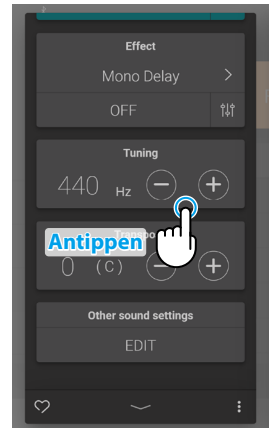 Effect
Mono Delay >
OFF
Tuning
440 Hz − +
Antippen
0 (C) − +
Other sound settings
EDIT